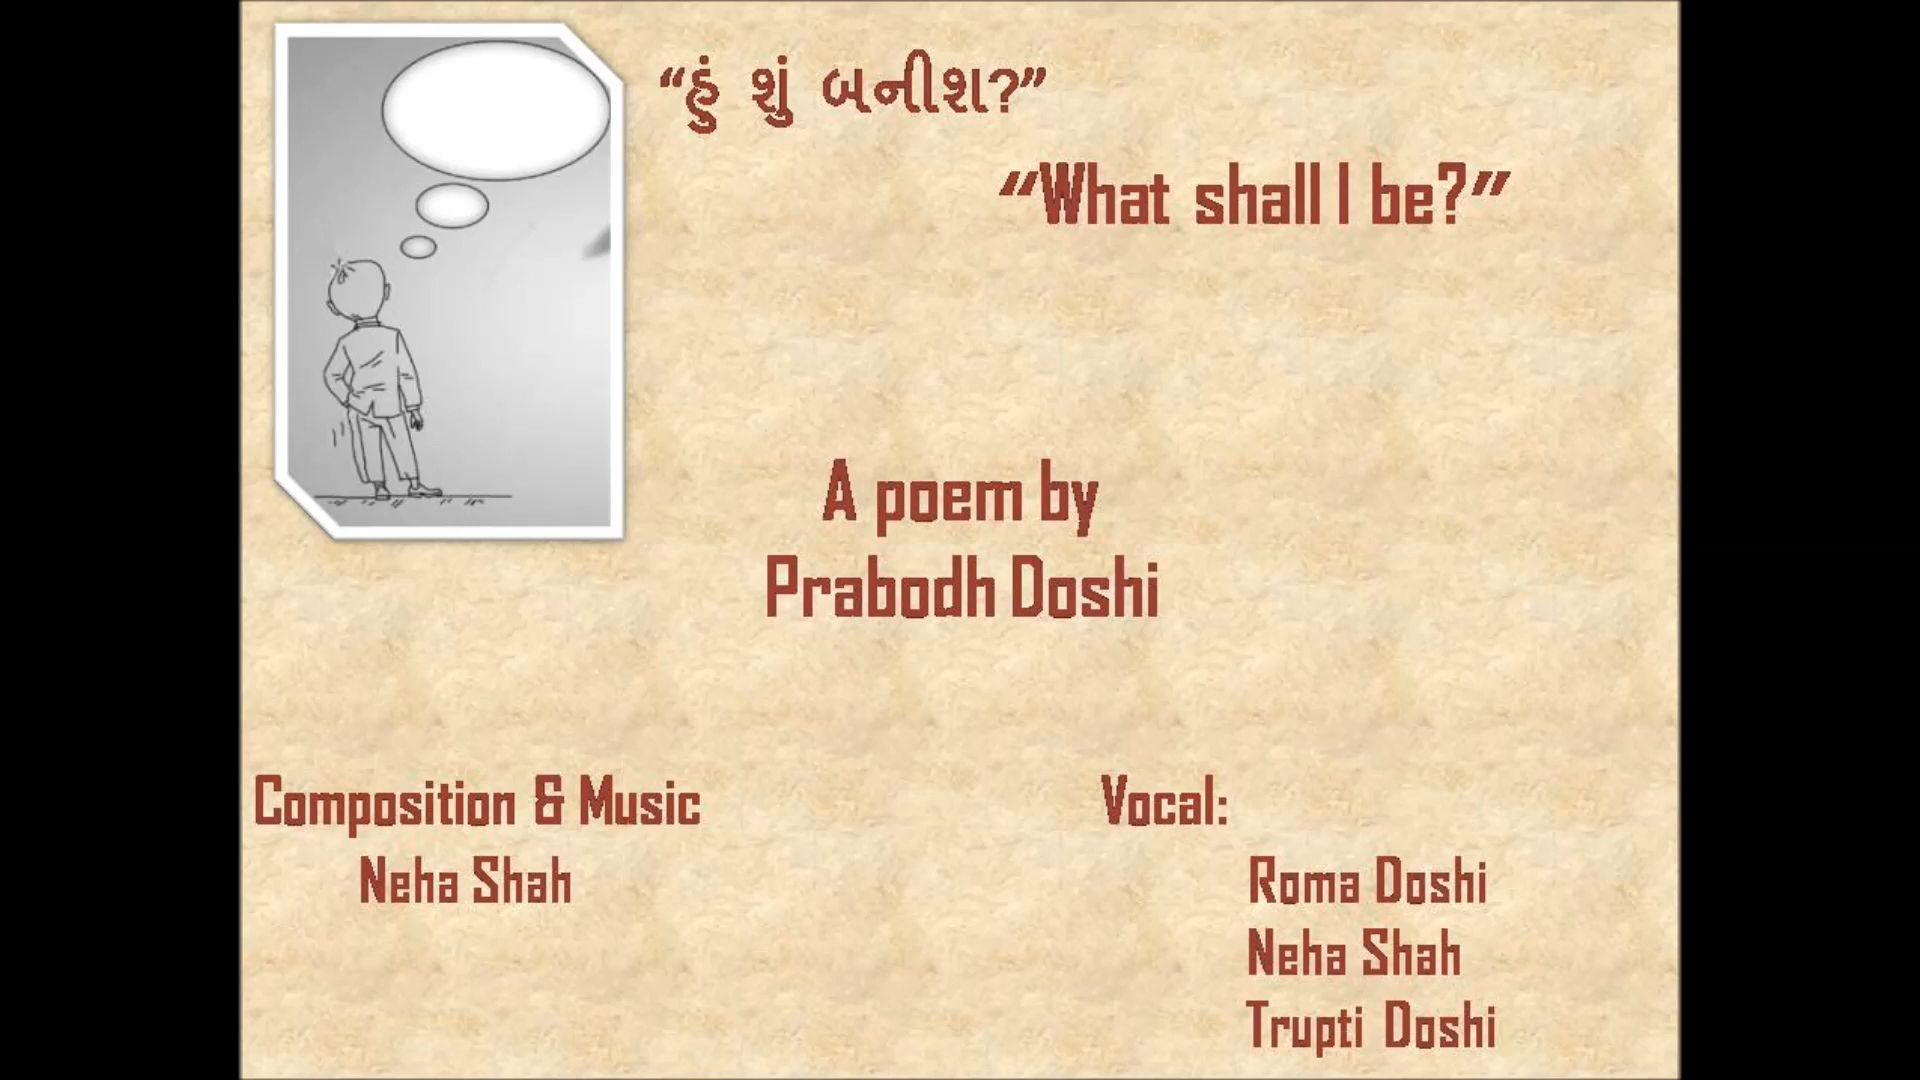 “હું શું બનીશ?”
“What shall I be?”
A poem by
Prabodh Doshi
Composition & Music
Neha Shah
Vocal:
Roma Doshi
Neha Shah
Trupti Doshi